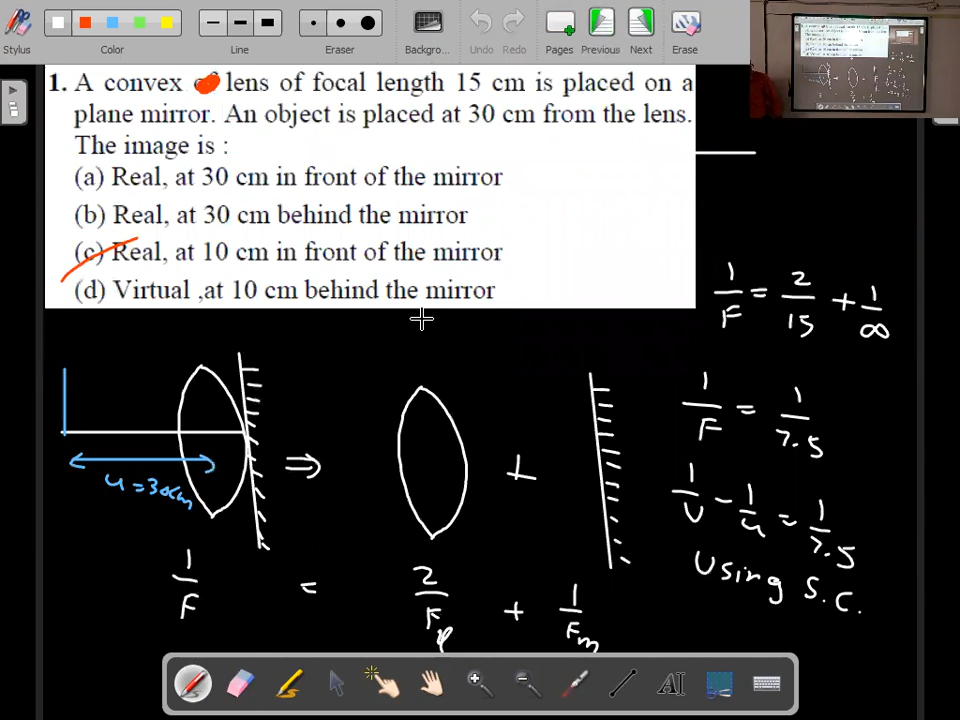 Stylus
Color
Line
Eraser
Backgro...
Undo
Redo
Pages
Previous
Next
Erase
1. A convex lens of focal length 15 cm is placed on a
plane mirror. An object is placed at 30 cm from the lens.
The image is :
(a) Real, at 30 cm in front of the mirror
(b) Real, at 30 cm behind the mirror
(c) Real, at 10 cm in front of the mirror
(d) Virtual ,at 10 cm behind the mirror
1/F = 2/15 + 1/∞
1/F = 1/7.5
1/v - 1/u = 1/7.5
Using S.C.
u = 30cm
⇒ +
1/F = 2/Fl + 1/Fm
AI